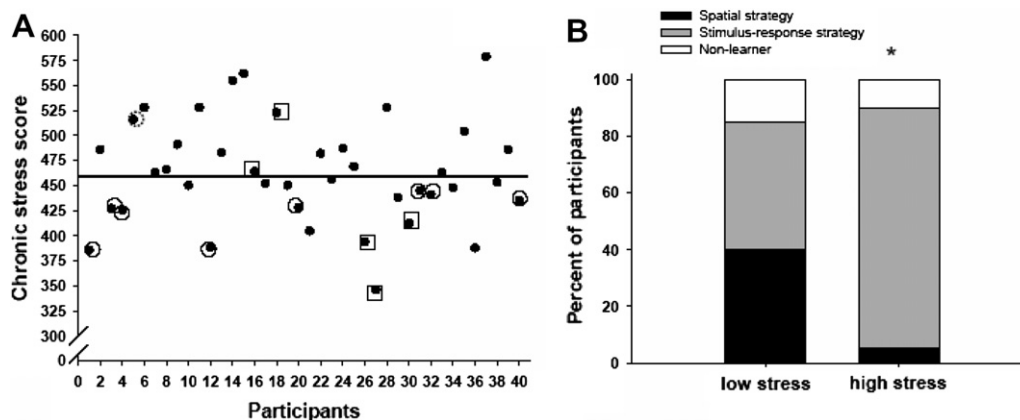 A
Chronic stress score
600
575
550
525
500
475
450
425
400
375
350
325
300
0
0 2 4 6 8 10 12 14 16 18 20 22 24 26 28 30 32 34 36 38 40
Participants
B
Spatial strategy
Stimulus-response strategy
Non-learner
*
Percent of participants
100
80
60
40
20
0
low stress high stress